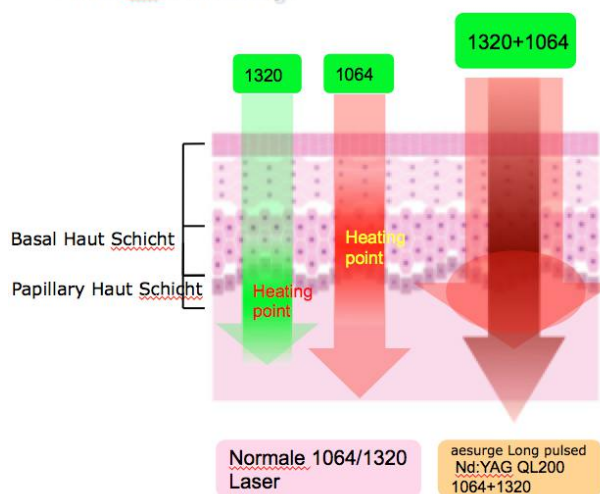 1320+1064
1320
1064
Basal Haut Schicht
Papillary Haut Schicht
Heating
point
Heating
point
Normale 1064/1320
Laser
aesurge Long pulsed
Nd:YAG QL200
1064+1320